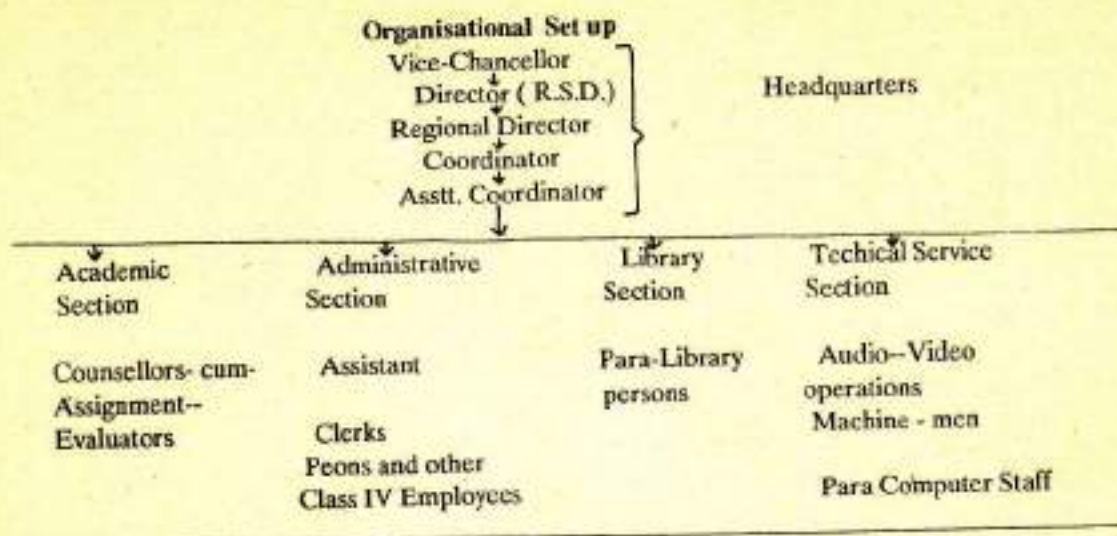 Organisational Set up
Vice-Chancellor
Director ( R.S.D.)
Regional Director
Coordinator
Asstt. Coordinator
Headquarters
Academic
Section
Counsellors- cum-
Assignment--
Evaluators
Administrative
Section
Assistant
Clerks
Peons and other
Class IV Employees
Library
Section
Para-Library
persons
Techical Service
Section
Audio--Video
operations
Machine - men
Para Computer Staff